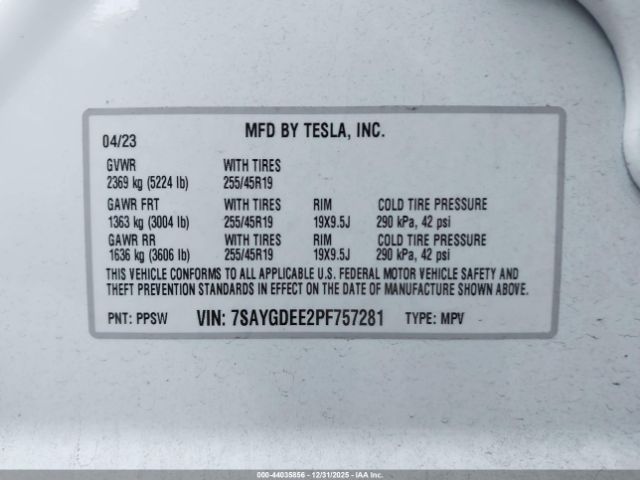 04/23 MFD BY TESLA, INC.
GVWR WITH TIRES
2369 kg (5224 lb) 255/45R19
GAWR FRT WITH TIRES RIM COLD TIRE PRESSURE
1363 kg (3004 lb) 255/45R19 19X9.5J 290 kPa, 42 psi
GAWR RR WITH TIRES RIM COLD TIRE PRESSURE
1636 kg (3606 lb) 255/45R19 19X9.5J 290 kPa, 42 psi
THIS VEHICLE CONFORMS TO ALL APPLICABLE U.S. FEDERAL MOTOR VEHICLE SAFETY AND
THEFT PREVENTION STANDARDS IN EFFECT ON THE DATE OF MANUFACTURE SHOWN ABOVE.
PNT: PPSW VIN: 7SAYGDEE2PF757281 TYPE: MPV
000-44035856 - 12/31/2025 - IAA Inc.